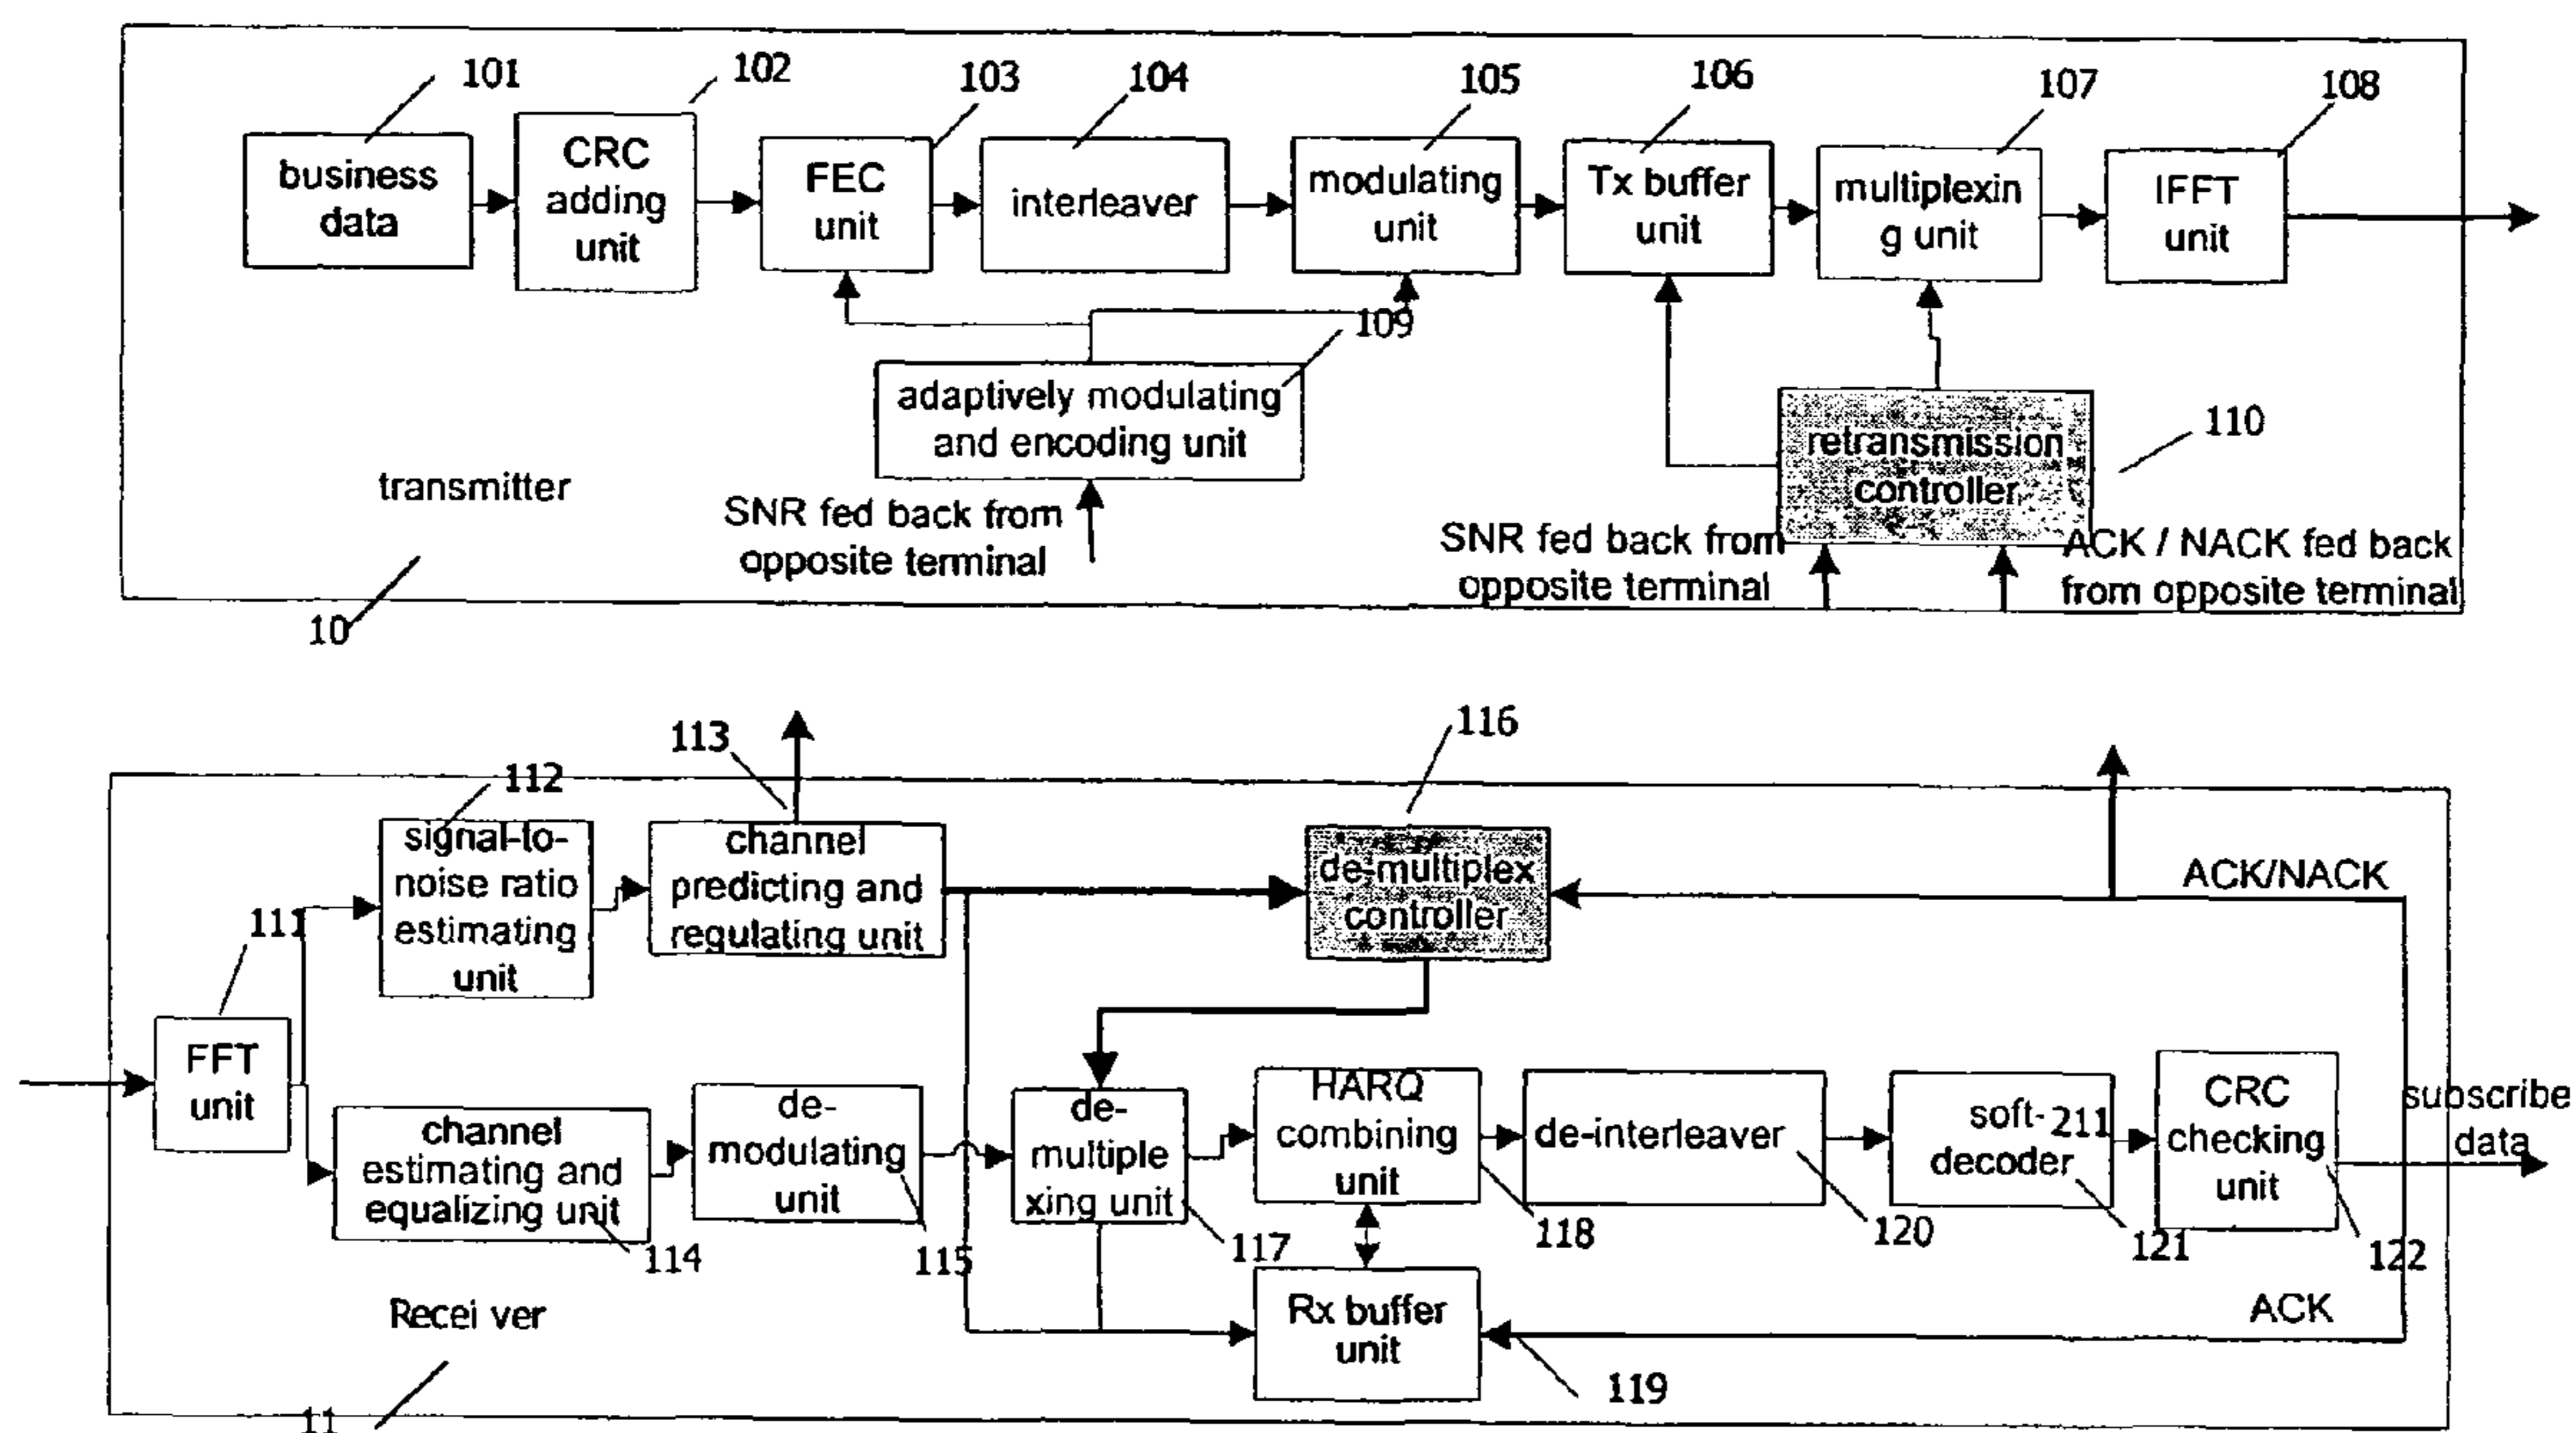 101
102
103
104
105
106
107
108
business
data
CRC
adding
unit
FEC
unit
interleaver
modulating
unit
Tx buffer
unit
multiplexin
g unit
IFFT
unit
109
adaptively modulating
and encoding unit
retransmission
controller
110
transmitter
SNR fed back from
opposite terminal
SNR fed back from
opposite terminal
ACK / NACK fed back
from opposite terminal
10
113
116
112
signal-to-
noise ratio
estimating
unit
channel
predicting and
regulating unit
de-multiplex
controller
ACK/NACK
111
FFT
unit
channel
estimating and
equalizing unit
114
de-
modulating
unit
115
de-
multiple
xing unit
117
HARQ
combining
unit
118
de-interleaver
120
soft-211
decoder
121
CRC
checking
unit
122
subscribe
data
Recei ver
Rx buffer
unit
ACK
119
11